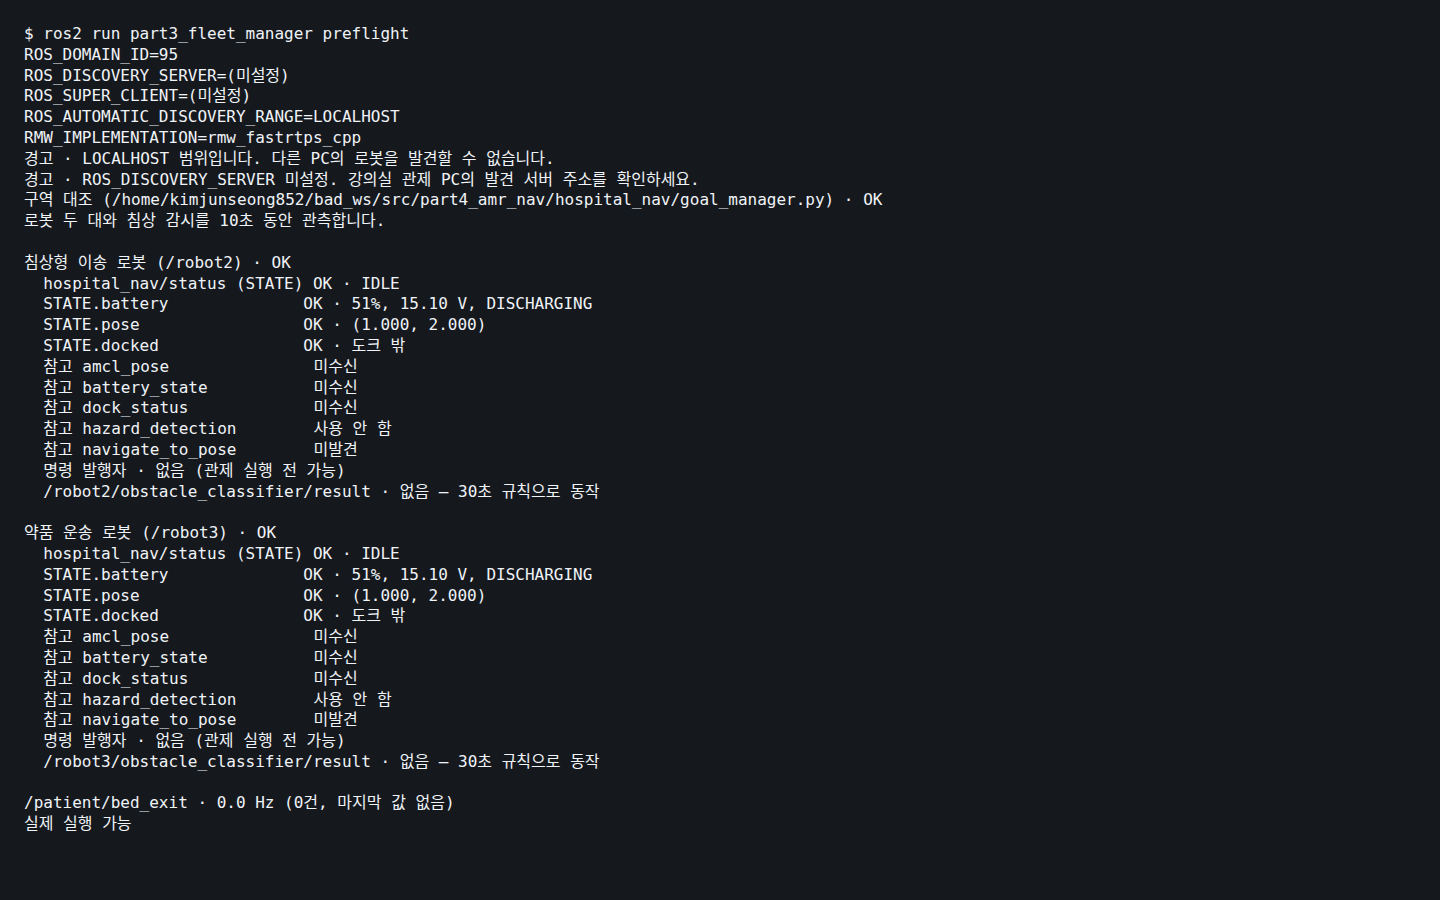 $ ros2 run part3_fleet_manager preflight
ROS_DOMAIN_ID=95
ROS_DISCOVERY_SERVER=(미설정)
ROS_SUPER_CLIENT=(미설정)
ROS_AUTOMATIC_DISCOVERY_RANGE=LOCALHOST
RMW_IMPLEMENTATION=rmw_fastrtps_cpp
경고 · LOCALHOST 범위입니다. 다른 PC의 로봇을 발견할 수 없습니다.
경고 · ROS_DISCOVERY_SERVER 미설정. 강의실 관제 PC의 발견 서버 주소를 확인하세요.
구역 대조 (/home/kimjunseong852/bad_ws/src/part4_amr_nav/hospital_nav/goal_manager.py) · OK
로봇 두 대와 침상 감시를 10초 동안 관측합니다.

침상형 이송 로봇 (/robot2) · OK
  hospital_nav/status (STATE) OK · IDLE
  STATE.battery              OK · 51%, 15.10 V, DISCHARGING
  STATE.pose                 OK · (1.000, 2.000)
  STATE.docked               OK · 도크 밖
  참고 amcl_pose               미수신
  참고 battery_state           미수신
  참고 dock_status             미수신
  참고 hazard_detection        사용 안 함
  참고 navigate_to_pose        미발견
  명령 발행자 · 없음 (관제 실행 전 가능)
  /robot2/obstacle_classifier/result · 없음 — 30초 규칙으로 동작

약품 운송 로봇 (/robot3) · OK
  hospital_nav/status (STATE) OK · IDLE
  STATE.battery              OK · 51%, 15.10 V, DISCHARGING
  STATE.pose                 OK · (1.000, 2.000)
  STATE.docked               OK · 도크 밖
  참고 amcl_pose               미수신
  참고 battery_state           미수신
  참고 dock_status             미수신
  참고 hazard_detection        사용 안 함
  참고 navigate_to_pose        미발견
  명령 발행자 · 없음 (관제 실행 전 가능)
  /robot3/obstacle_classifier/result · 없음 — 30초 규칙으로 동작

/patient/bed_exit · 0.0 Hz (0건, 마지막 값 없음)
실제 실행 가능